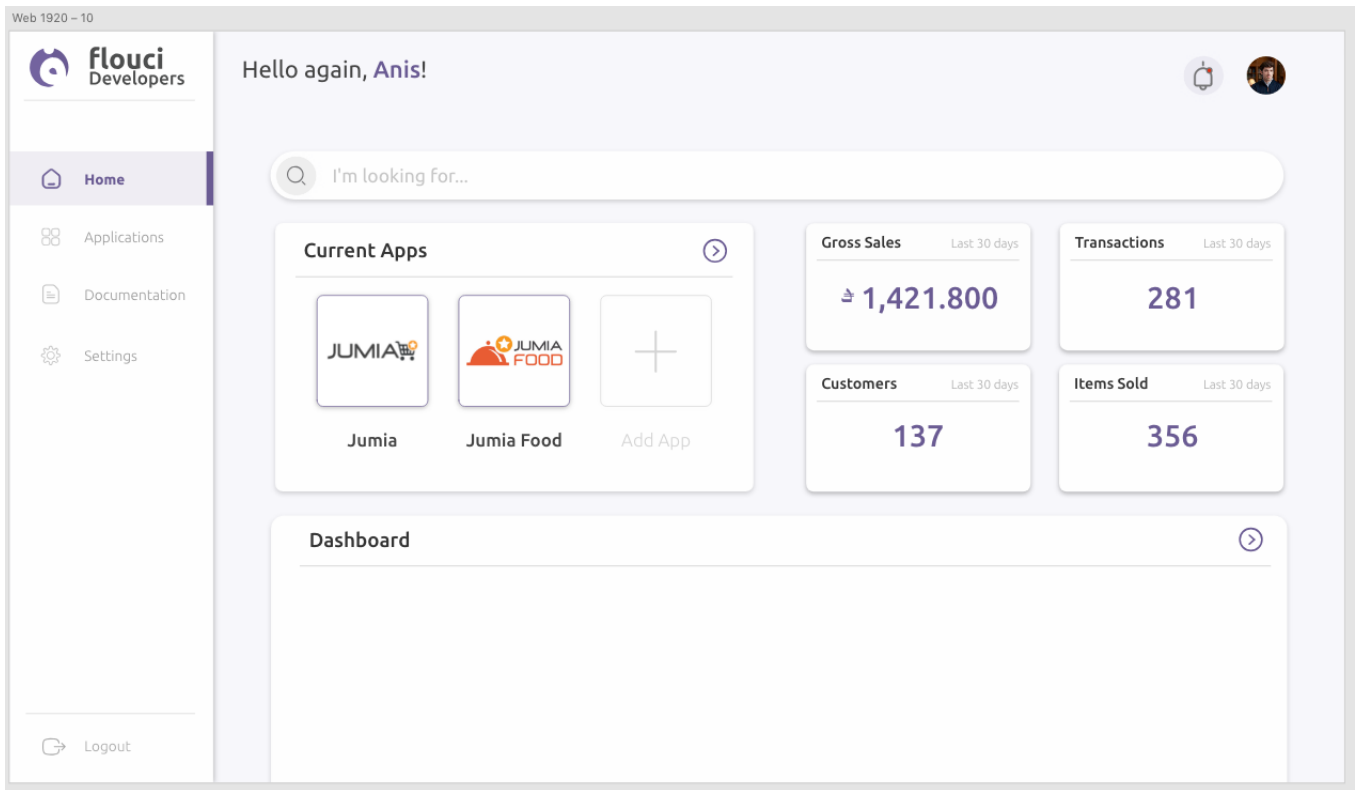 Web 1920 – 10
flouci
Developers
Hello again, Anis!
Home
Applications
Documentation
Settings
Logout
I'm looking for...
Current Apps
JUMIA
JUMIA
FOOD
Jumia
Jumia Food
Add App
Gross Sales
Last 30 days
1,421.800
Transactions
Last 30 days
281
Customers
Last 30 days
137
Items Sold
Last 30 days
356
Dashboard